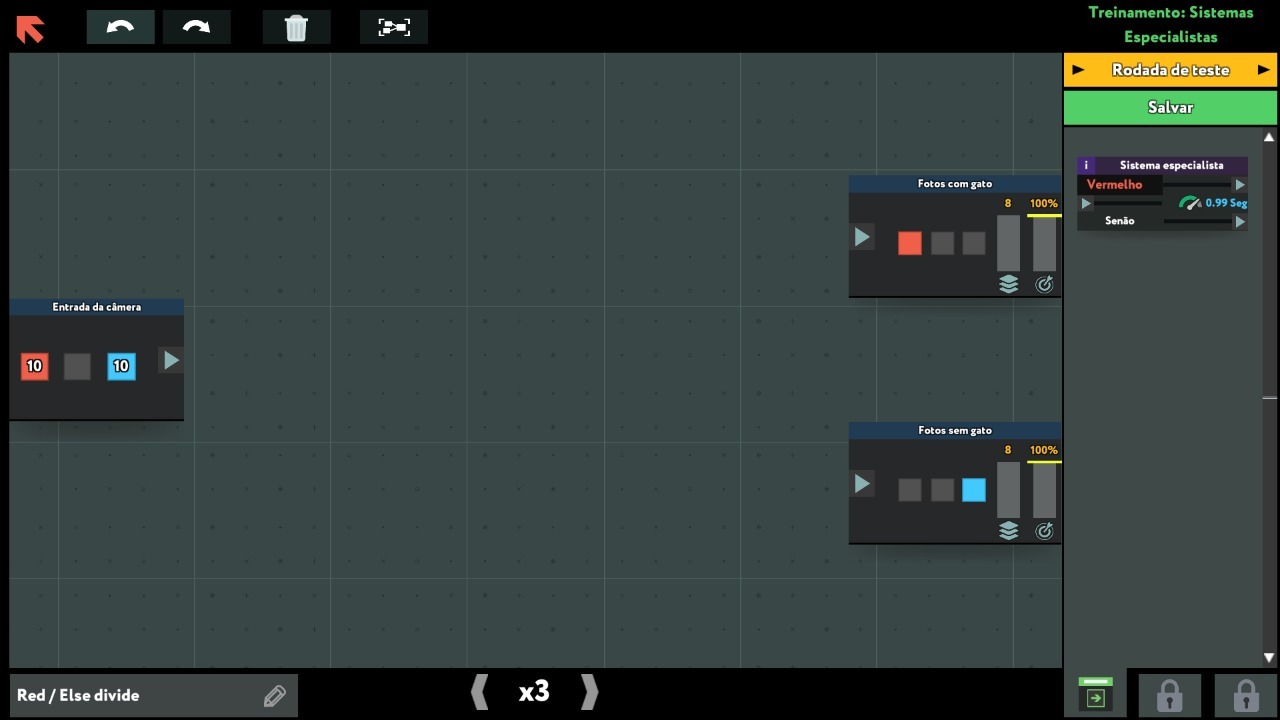 Treinamento: Sistemas
Especialistas
Rodada de teste
Salvar
Sistema especialista
i
Vermelho
0.99 Seg
Senão
Fotos com gato
8 100%
Entrada da câmera
10 10
Fotos sem gato
8 100%
Red / Else divide
x3